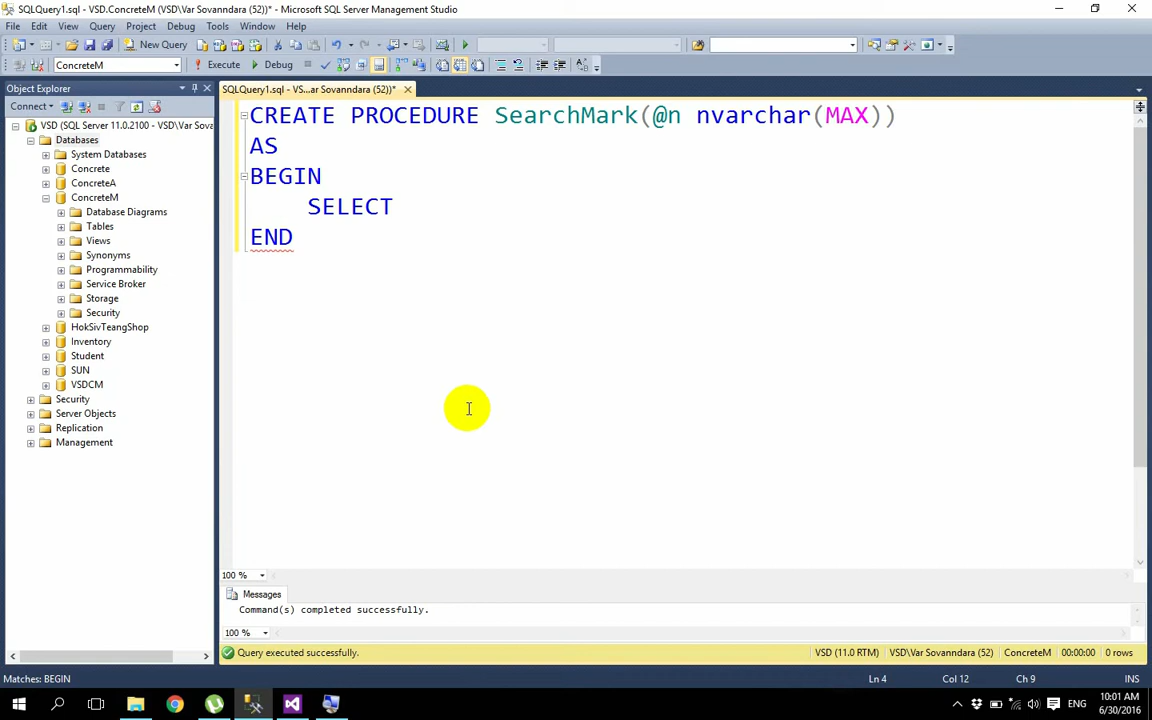 SQLQuery1.sql - VSD.ConcreteM (VSD\Var Sovanndara (52))* - Microsoft SQL Server Management Studio
File Edit View Query Project Debug Tools Window Help
New Query
ConcreteM Execute Debug
Object Explorer
SQLQuery1.sql - VS...ar Sovanndara (52))*
Connect
VSD (SQL Server 11.0.2100 - VSD\Var Sova
Databases
System Databases
Concrete
ConcreteA
ConcreteM
Database Diagrams
Tables
Views
Synonyms
Programmability
Service Broker
Storage
Security
HokSivTeangShop
Inventory
Student
SUN
VSDCM
Security
Server Objects
Replication
Management
CREATE PROCEDURE SearchMark(@n nvarchar(MAX))
AS
BEGIN
SELECT
END
100 %
Messages
Command(s) completed successfully.
100 %
Query executed successfully. VSD (11.0 RTM) VSD\Var Sovanndara (52) ConcreteM 00:00:00 0 rows
Matches: BEGIN Ln 4 Col 12 Ch 9 INS
ENG
10:01 AM
6/30/2016